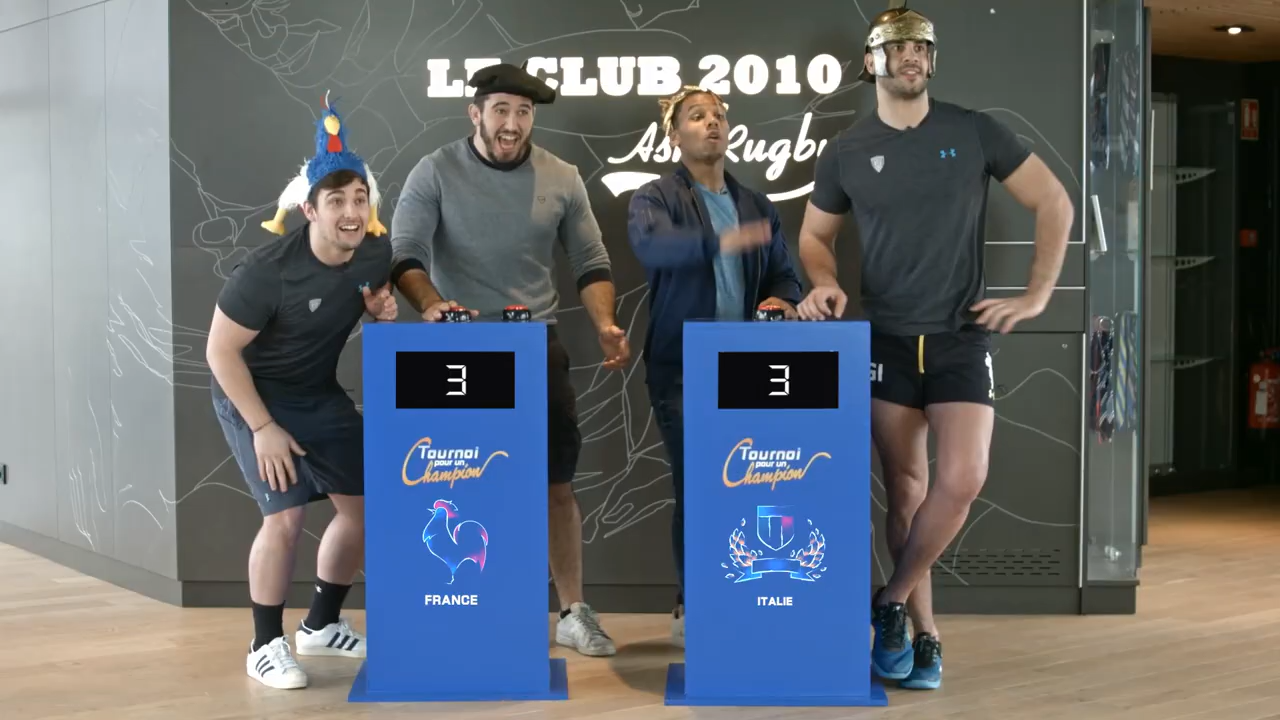 LE CLUB 2010
Asm Rugby
3
Tournoi
pour un
Champion
FRANCE
3
Tournoi
pour un
Champion
ITALIE